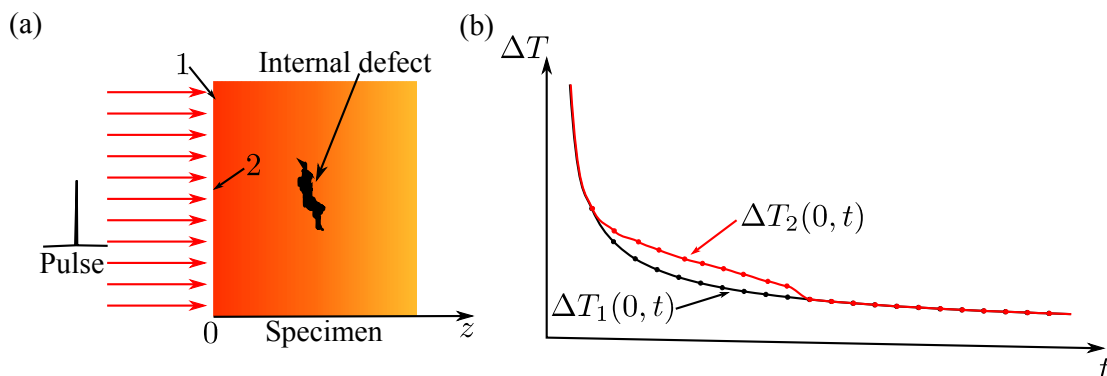 (a)
1
Internal defect
2
Pulse
0
Specimen
z
(b)
ΔT
ΔT₂(0, t)
ΔT₁(0, t)
t